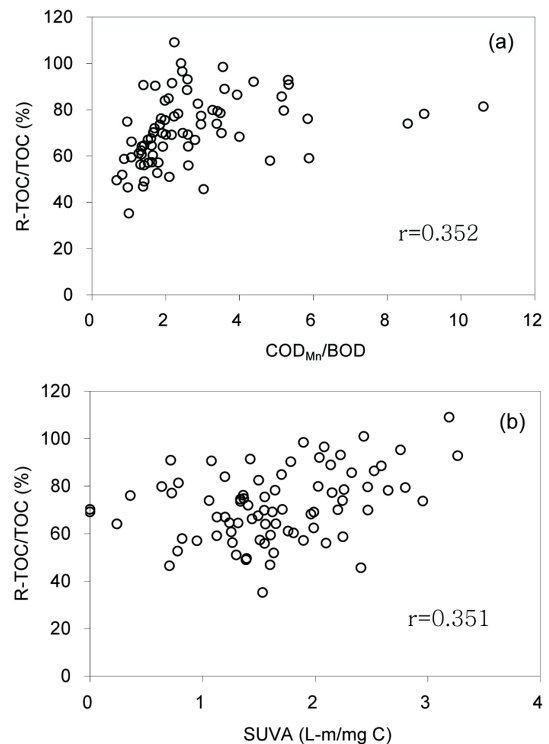 120
(a)
100
80
60
40
20
0
R-TOC/TOC (%)
r=0.352
0 2 4 6 8 10 12
COD_Mn/BOD
120
(b)
100
80
60
40
20
0
R-TOC/TOC (%)
r=0.351
0 1 2 3 4
SUVA (L-m/mg C)